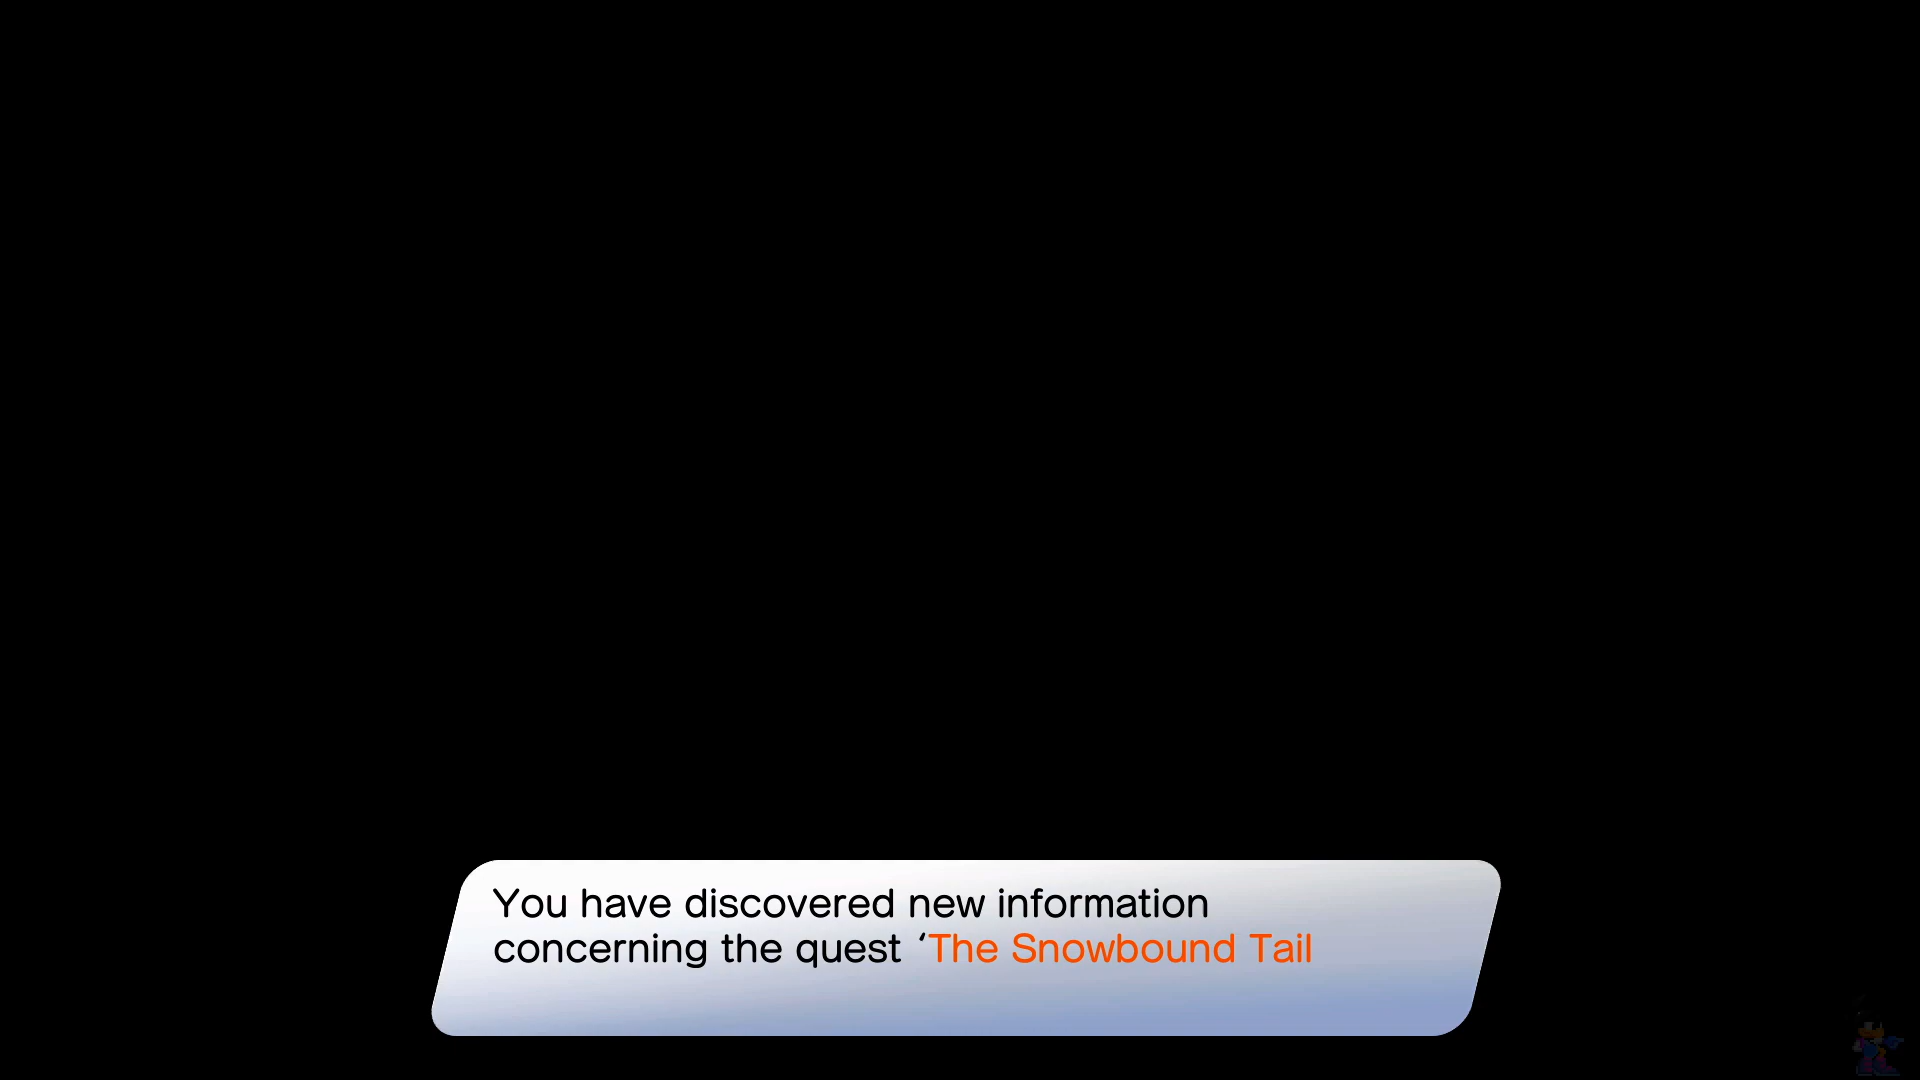 You have discovered new information
concerning the quest ‘The Snowbound Tail